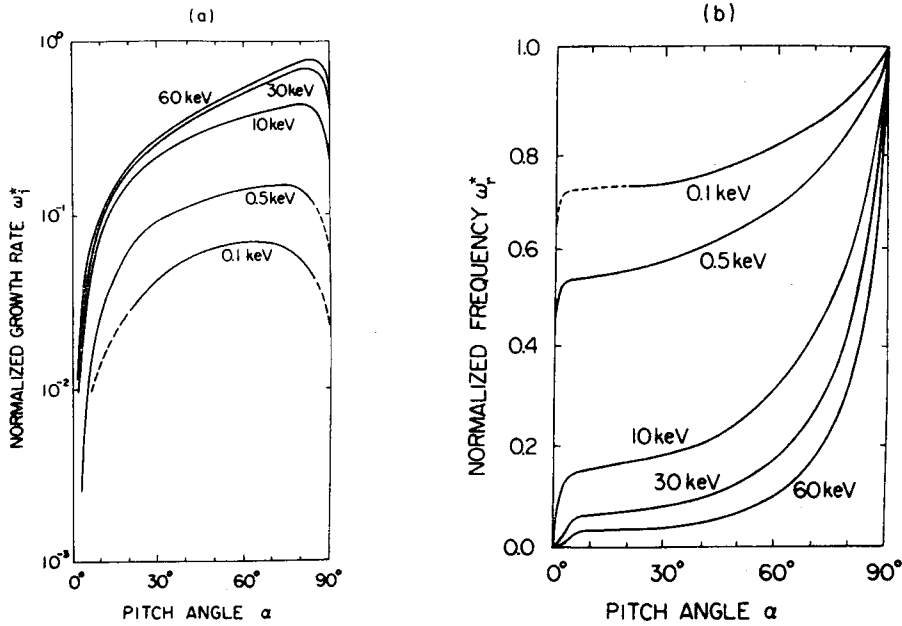 (a)
NORMALIZED GROWTH RATE ω*i
10⁰
10⁻¹
10⁻²
10⁻³
60 keV
30 keV
10 keV
0.5 keV
0.1 keV
0° 30° 60° 90°
PITCH ANGLE α
(b)
NORMALIZED FREQUENCY ω*r
1.0
0.8
0.6
0.4
0.2
0.0
0.1 keV
0.5 keV
10 keV
30 keV
60 keV
0° 30° 60° 90°
PITCH ANGLE α